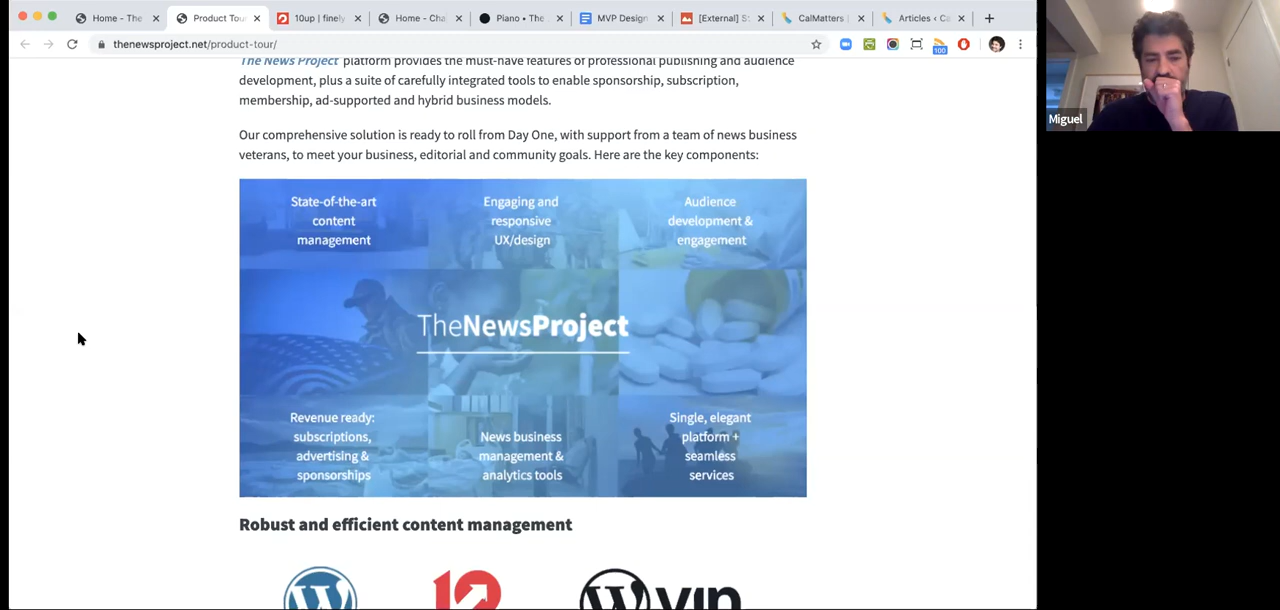 Home - The
Product Tou
10up | finely
Home - Cha
Piano • The
MVP Design
[External] S
CalMatters
Articles ‹ Ca
thenewsproject.net/product-tour/
100
The News Project platform provides the must-have features of professional publishing and audience
development, plus a suite of carefully integrated tools to enable sponsorship, subscription,
membership, ad-supported and hybrid business models.
Our comprehensive solution is ready to roll from Day One, with support from a team of news business
veterans, to meet your business, editorial and community goals. Here are the key components:
State-of-the-art
content
management
Engaging and
responsive
UX/design
Audience
development &
engagement
TheNewsProject
Revenue ready:
subscriptions,
advertising &
sponsorships
News business
management &
analytics tools
Single, elegant
platform +
seamless
services
Robust and efficient content management
vip
Miguel